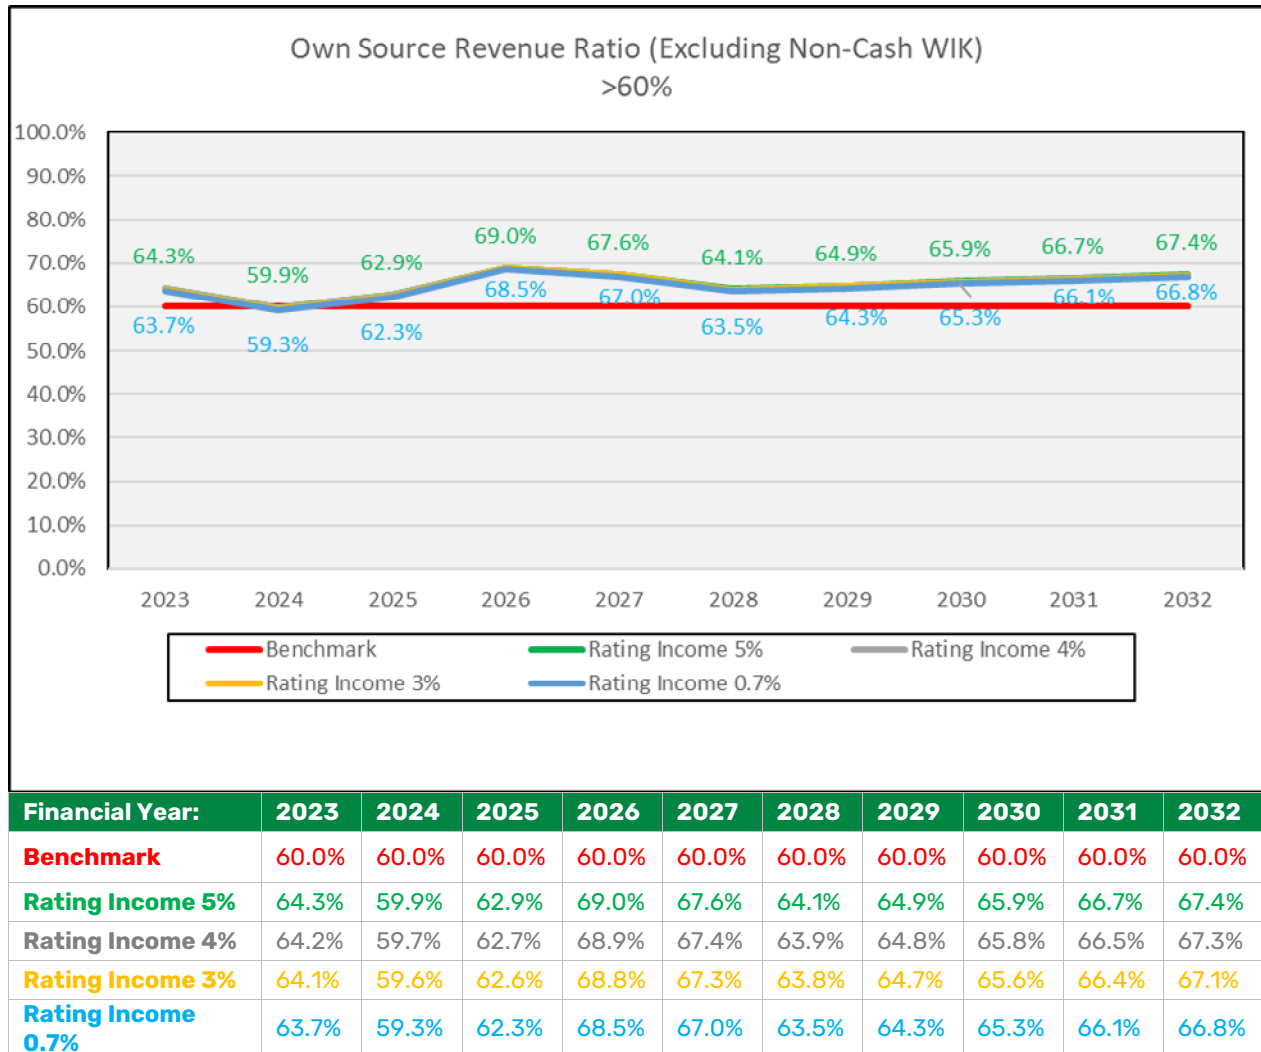 Own Source Revenue Ratio (Excluding Non-Cash WIK)
>60%
100.0%
90.0%
80.0%
70.0%
60.0%
50.0%
40.0%
30.0%
20.0%
10.0%
0.0%
64.3% 59.9% 62.9% 69.0% 67.6% 64.1% 64.9% 65.9% 66.7% 67.4%
63.7% 59.3% 62.3% 68.5% 67.0% 63.5% 64.3% 65.3% 66.1% 66.8%
2023 2024 2025 2026 2027 2028 2029 2030 2031 2032
Benchmark Rating Income 5% Rating Income 4%
Rating Income 3% Rating Income 0.7%
Financial Year: 2023 2024 2025 2026 2027 2028 2029 2030 2031 2032
Benchmark 60.0% 60.0% 60.0% 60.0% 60.0% 60.0% 60.0% 60.0% 60.0% 60.0%
Rating Income 5% 64.3% 59.9% 62.9% 69.0% 67.6% 64.1% 64.9% 65.9% 66.7% 67.4%
Rating Income 4% 64.2% 59.7% 62.7% 68.9% 67.4% 63.9% 64.8% 65.8% 66.5% 67.3%
Rating Income 3% 64.1% 59.6% 62.6% 68.8% 67.3% 63.8% 64.7% 65.6% 66.4% 67.1%
Rating Income
0.7% 63.7% 59.3% 62.3% 68.5% 67.0% 63.5% 64.3% 65.3% 66.1% 66.8%